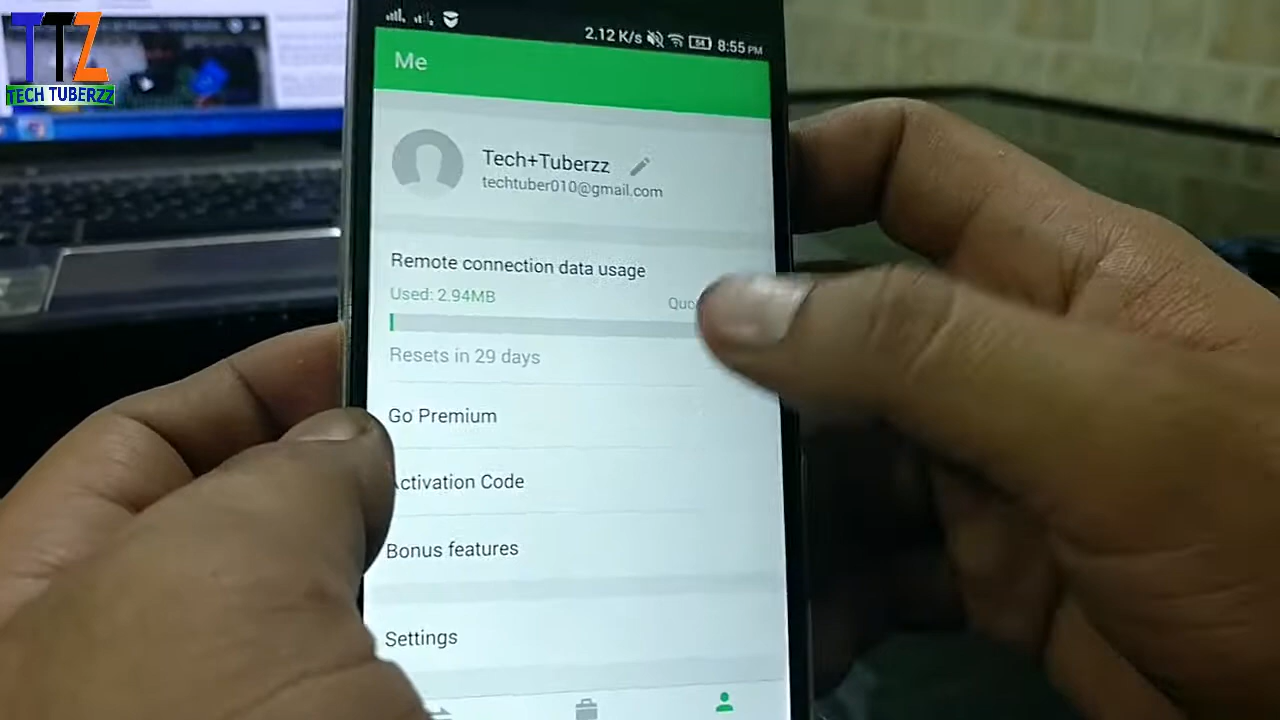 TTZ
TECH TUBERZZ
2.12 K/s 54 8:55 PM
Me
Tech+Tuberzz
techtuber010@gmail.com
Remote connection data usage
Used: 2.94MB
Resets in 29 days
Go Premium
Activation Code
Bonus features
Settings